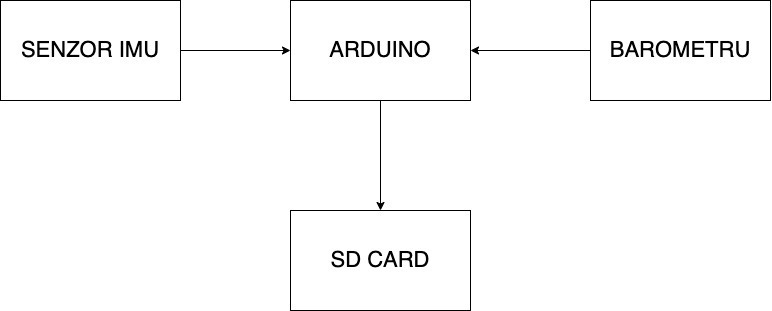 SENZOR IMU
ARDUINO
BAROMETRU
SD CARD